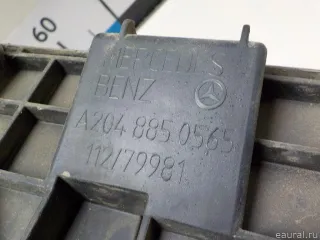 60
MERCEDES
BENZ
A204 885 0565
112/79981
eaural.ru